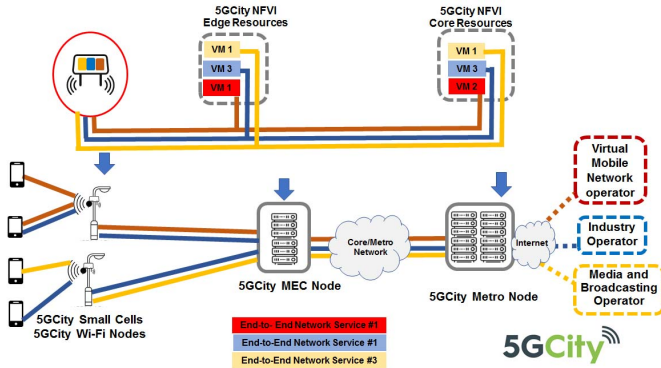 5GCity NFVI
Edge Resources
5GCity NFVI
Core Resources
VM 1
VM 3
VM 1
VM 1
VM 3
VM 2
Virtual
Mobile
Network
operator
Industry
Operator
Media and
Broadcasting
Operator
Core/Metro
Network
Internet
5GCity MEC Node
5GCity Metro Node
5GCity Small Cells
5GCity Wi-Fi Nodes
End-to- End Network Service #1
End-to-End Network Service #1
End-to-End Network Service #3
5GCity